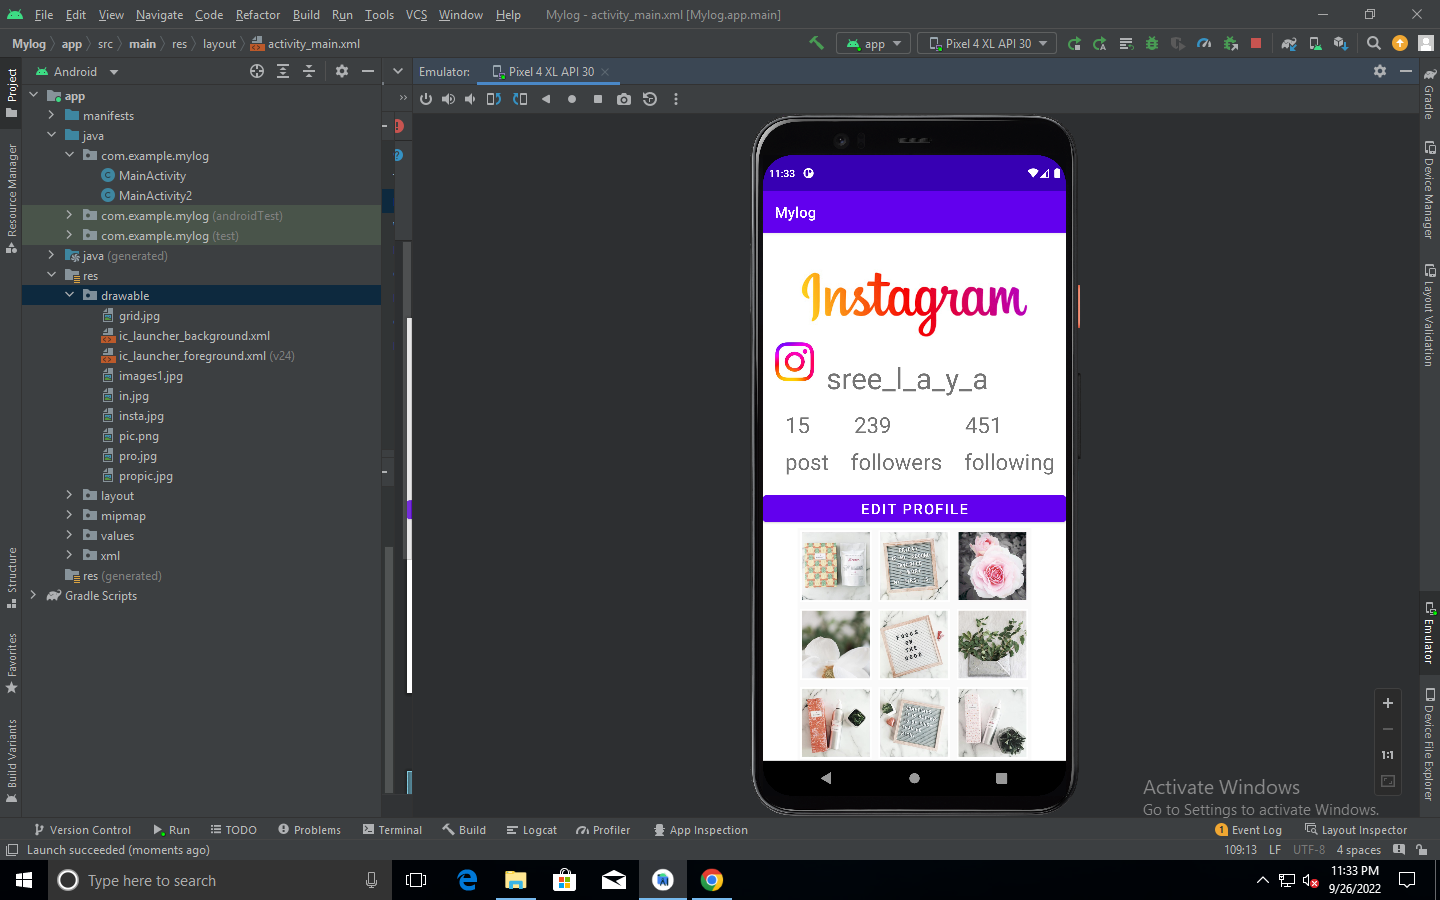 File Edit View Navigate Code Refactor Build Run Tools VCS Window Help Mylog - activity_main.xml [Mylog.app.main]
Mylog app src main res layout activity_main.xml app Pixel 4 XL API 30
Android Emulator: Pixel 4 XL API 30
Project
Resource Manager
Structure
Favorites
Build Variants
app
manifests
java
com.example.mylog
MainActivity
MainActivity2
com.example.mylog (androidTest)
com.example.mylog (test)
java (generated)
res
drawable
grid.jpg
ic_launcher_background.xml
ic_launcher_foreground.xml (v24)
images1.jpg
in.jpg
insta.jpg
pic.png
pro.jpg
propic.jpg
layout
mipmap
values
xml
res (generated)
Gradle Scripts
11:33
Mylog
Instagram
sree_l_a_y_a
15 239 451
post followers following
EDIT PROFILE
FOCUS
ON
THE
GOOD
Gradle
Device Manager
Layout Validation
Emulator
Device File Explorer
1:1
Activate Windows
Go to Settings to activate Windows.
Version Control Run TODO Problems Terminal Build Logcat Profiler App Inspection 1 Event Log Layout Inspector
Launch succeeded (moments ago) 109:13 LF UTF-8 4 spaces
Type here to search
11:33 PM
9/26/2022